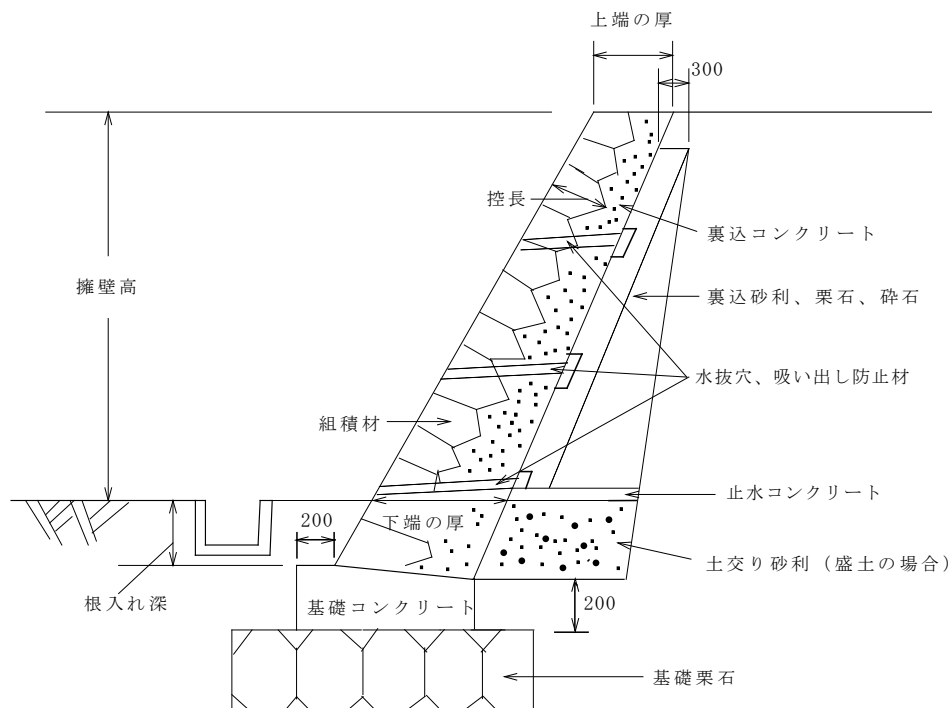 上端の厚
300
控長
裏込コンクリート
擁壁高
裏込砂利、栗石、砕石
水抜穴、吸い出し防止材
組積材
止水コンクリート
200
下端の厚
土交り砂利（盛土の場合）
根入れ深
基礎コンクリート
200
基礎栗石